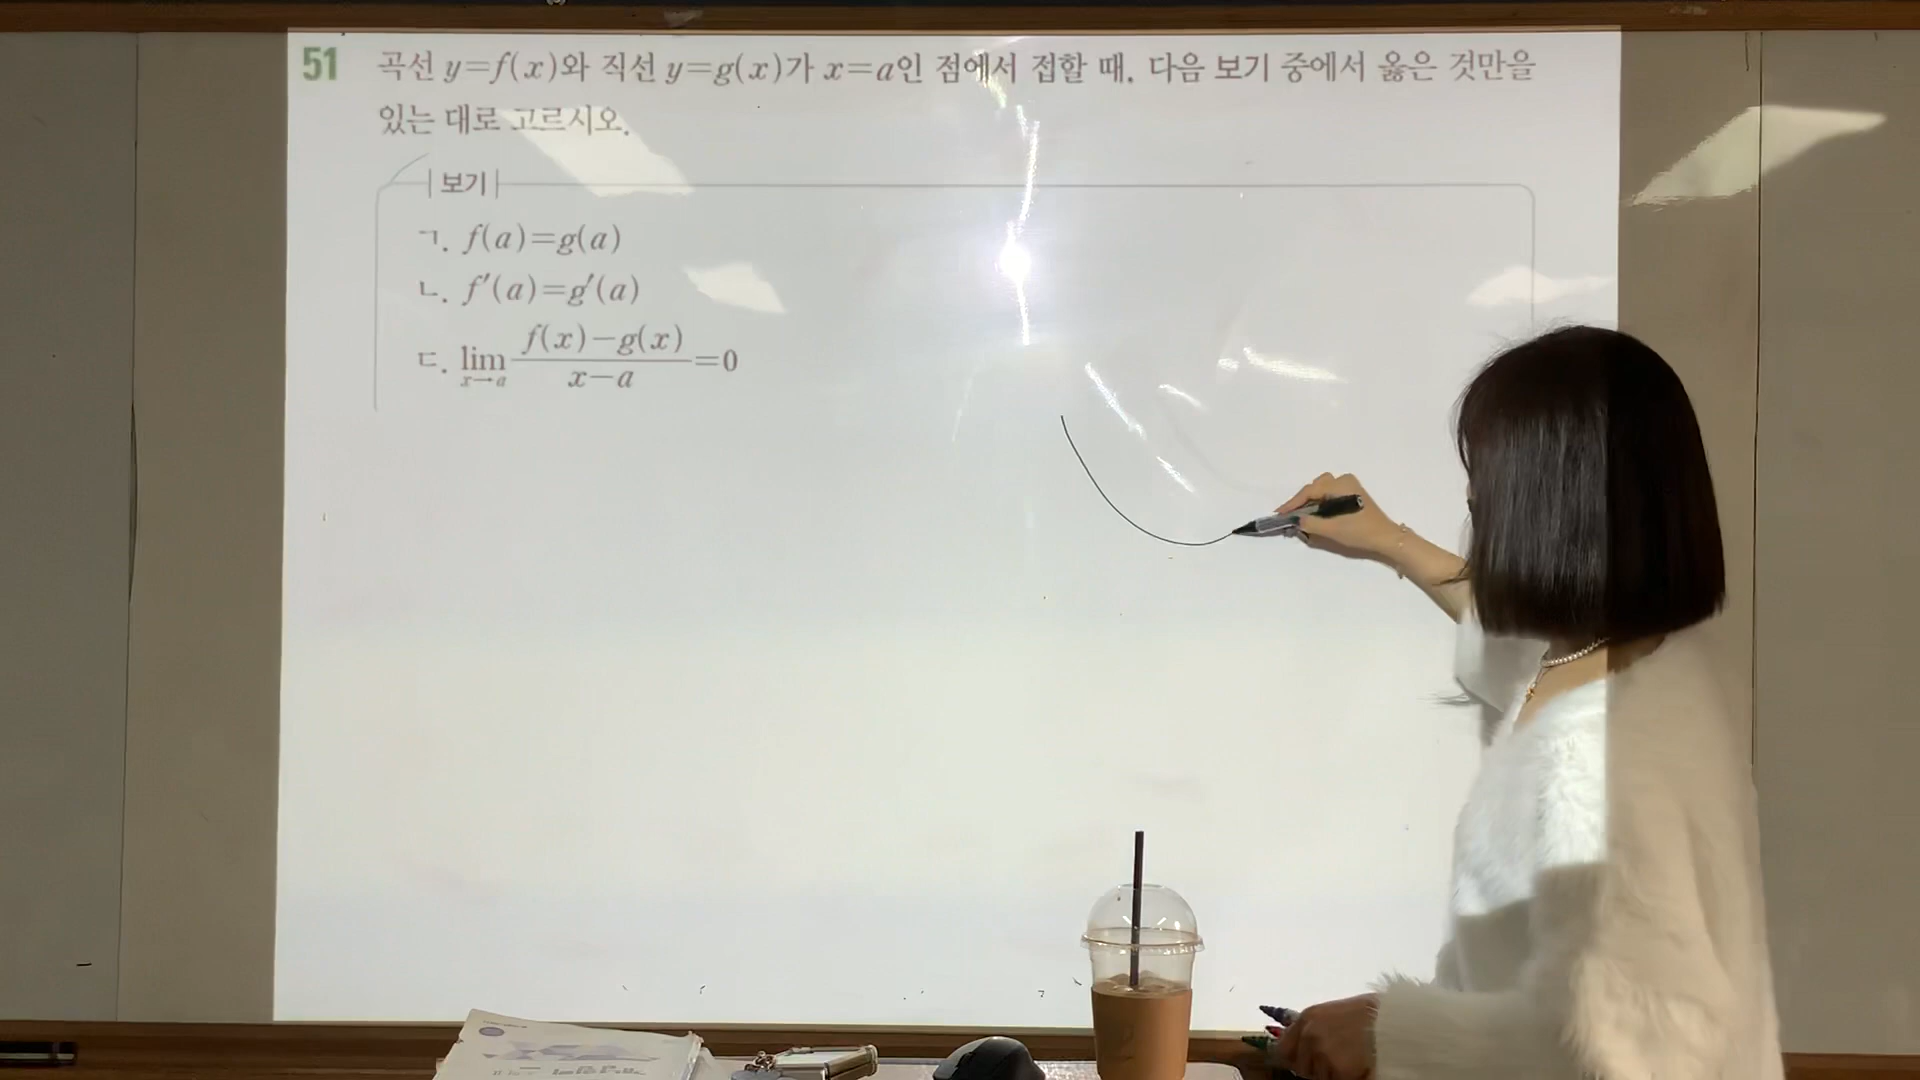 51 곡선 y=f(x)와 직선 y=g(x)가 x=a인 점에서 접할 때, 다음 보기 중에서 옳은 것만을
있는 대로 고르시오.
보기
ㄱ. f(a)=g(a)
ㄴ. f′(a)=g′(a)
ㄷ. lim x→a f(x)−g(x) / x−a =0